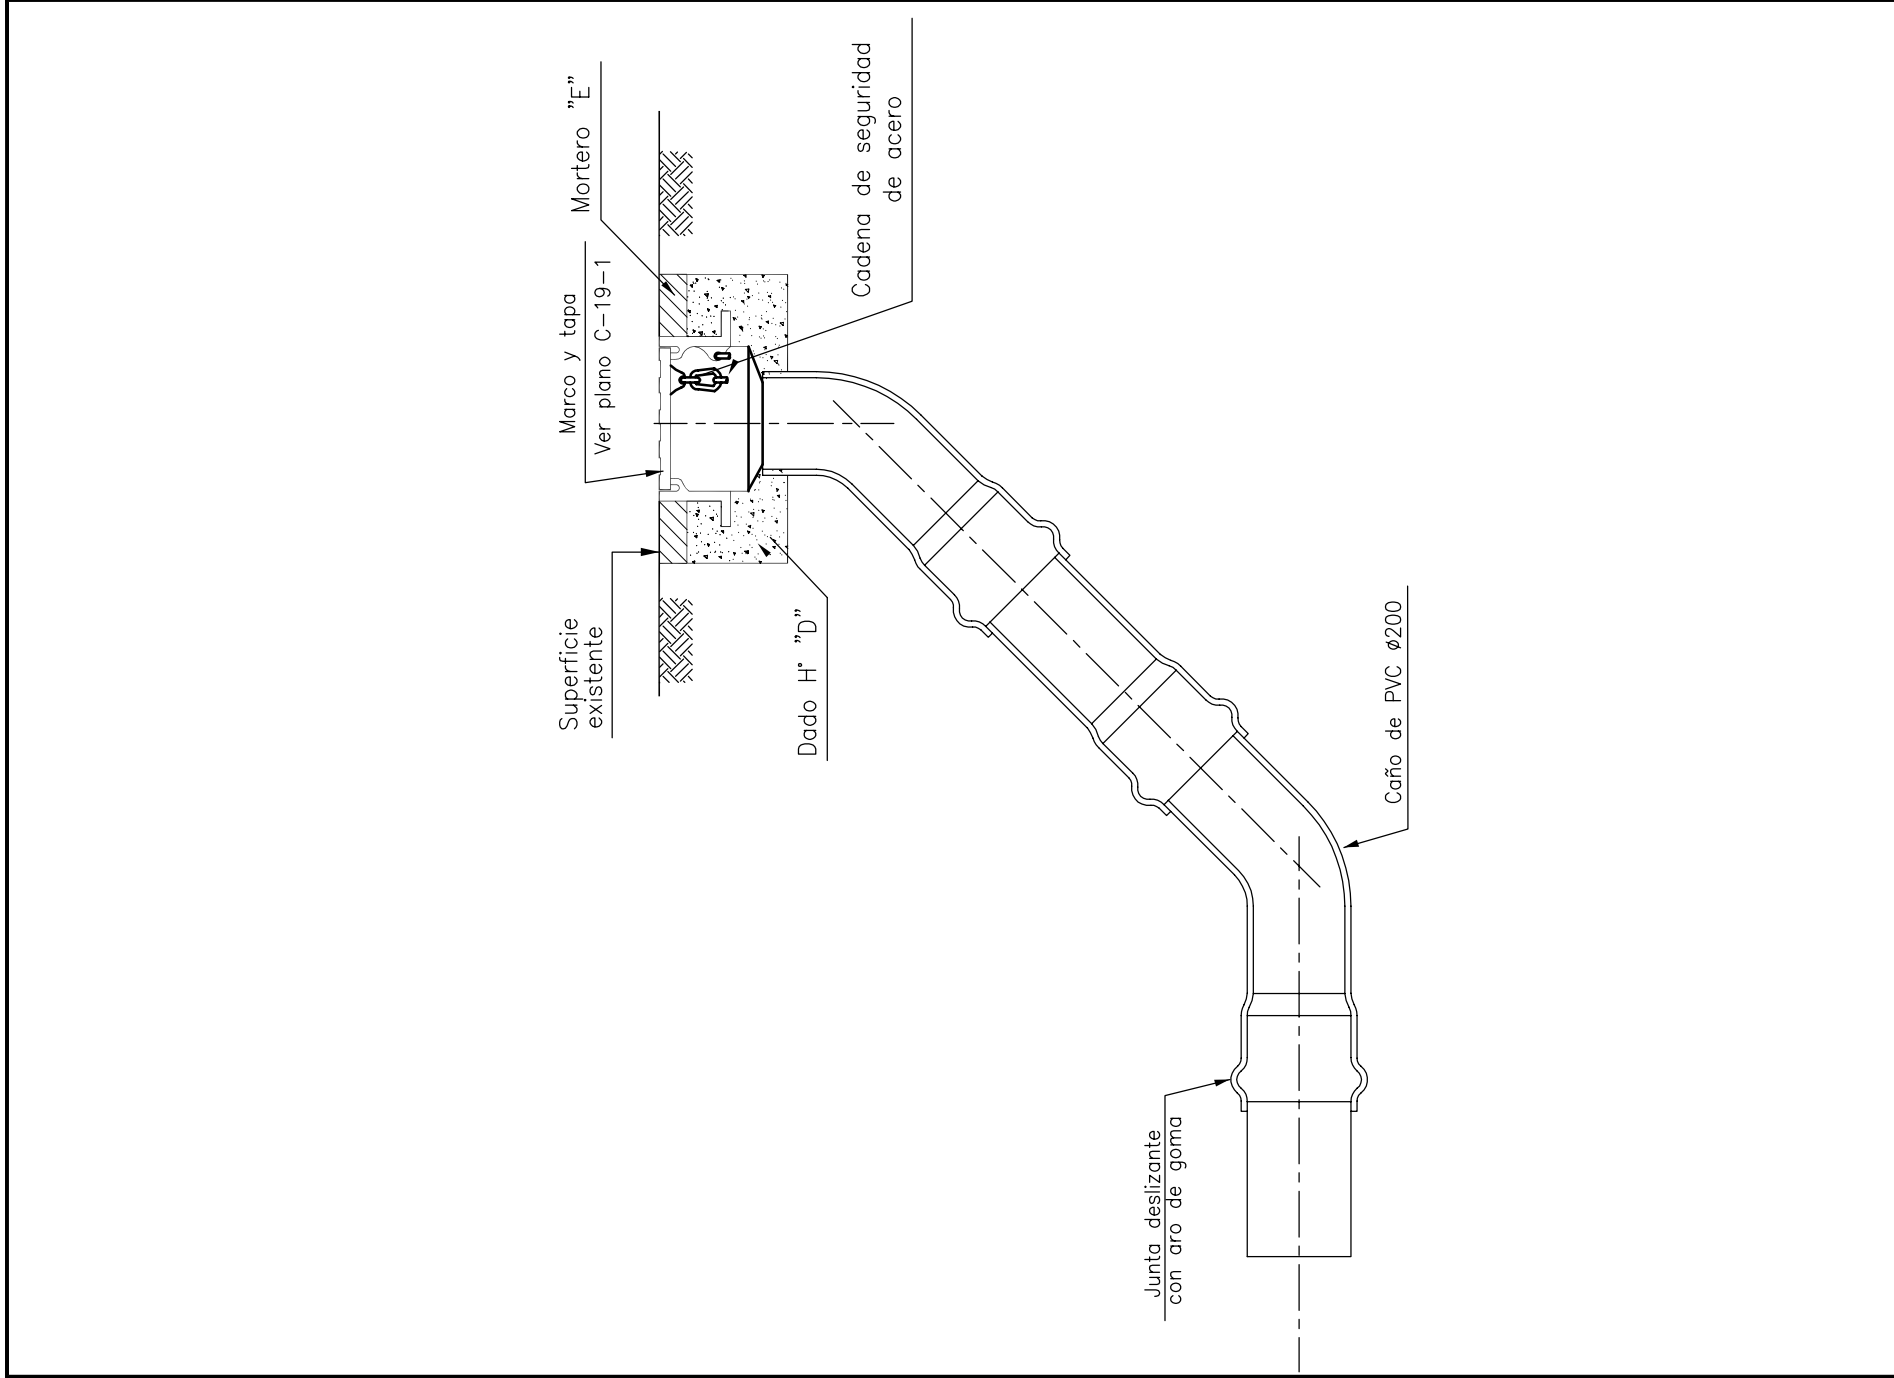 Mortero "E"
Marco y tapa
Ver plano C-19-1
Cadena de seguridad
de acero
Superficie
existente
Dado H° "D"
Caño de PVC ø200
Junta deslizante
con aro de goma